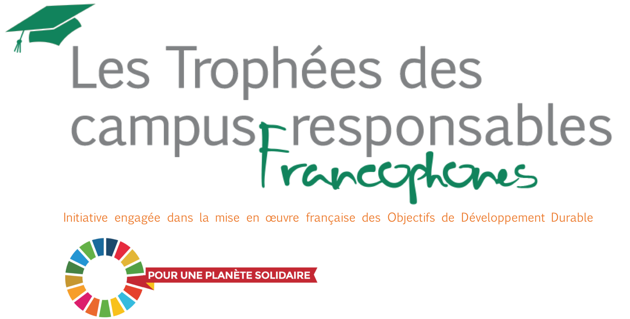 Les Trophées des
campus responsables
Francophones
Initiative engagée dans la mise en œuvre française des Objectifs de Développement Durable
POUR UNE PLANÈTE SOLIDAIRE